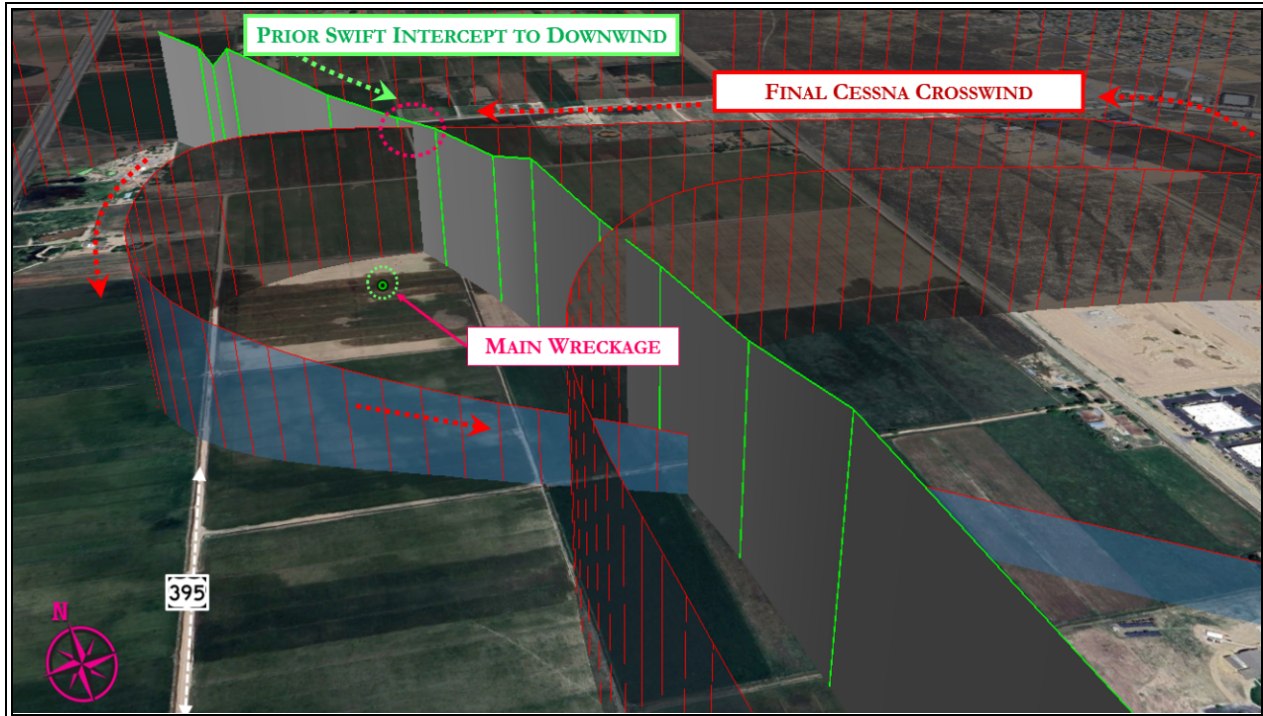 PRIOR SWIFT INTERCEPT TO DOWNWIND
FINAL CESSNA CROSSWIND
MAIN WRECKAGE
395
N